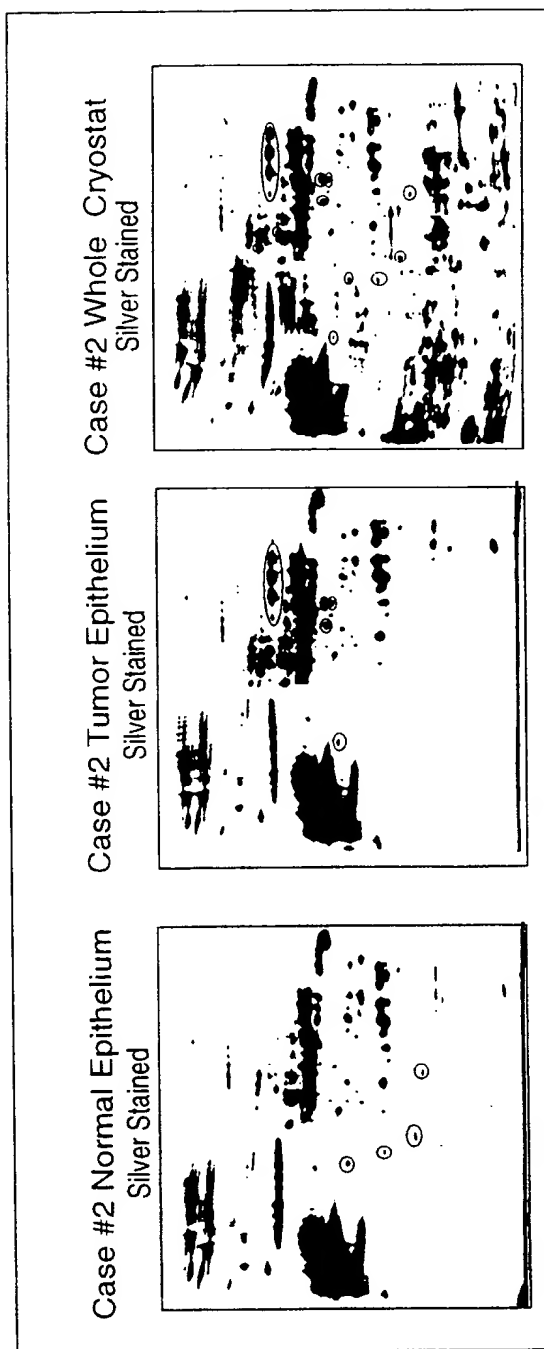 Case #2 Normal Epithelium
Silver Stained
Case #2 Tumor Epithelium
Silver Stained
Case #2 Whole Cryostat
Silver Stained